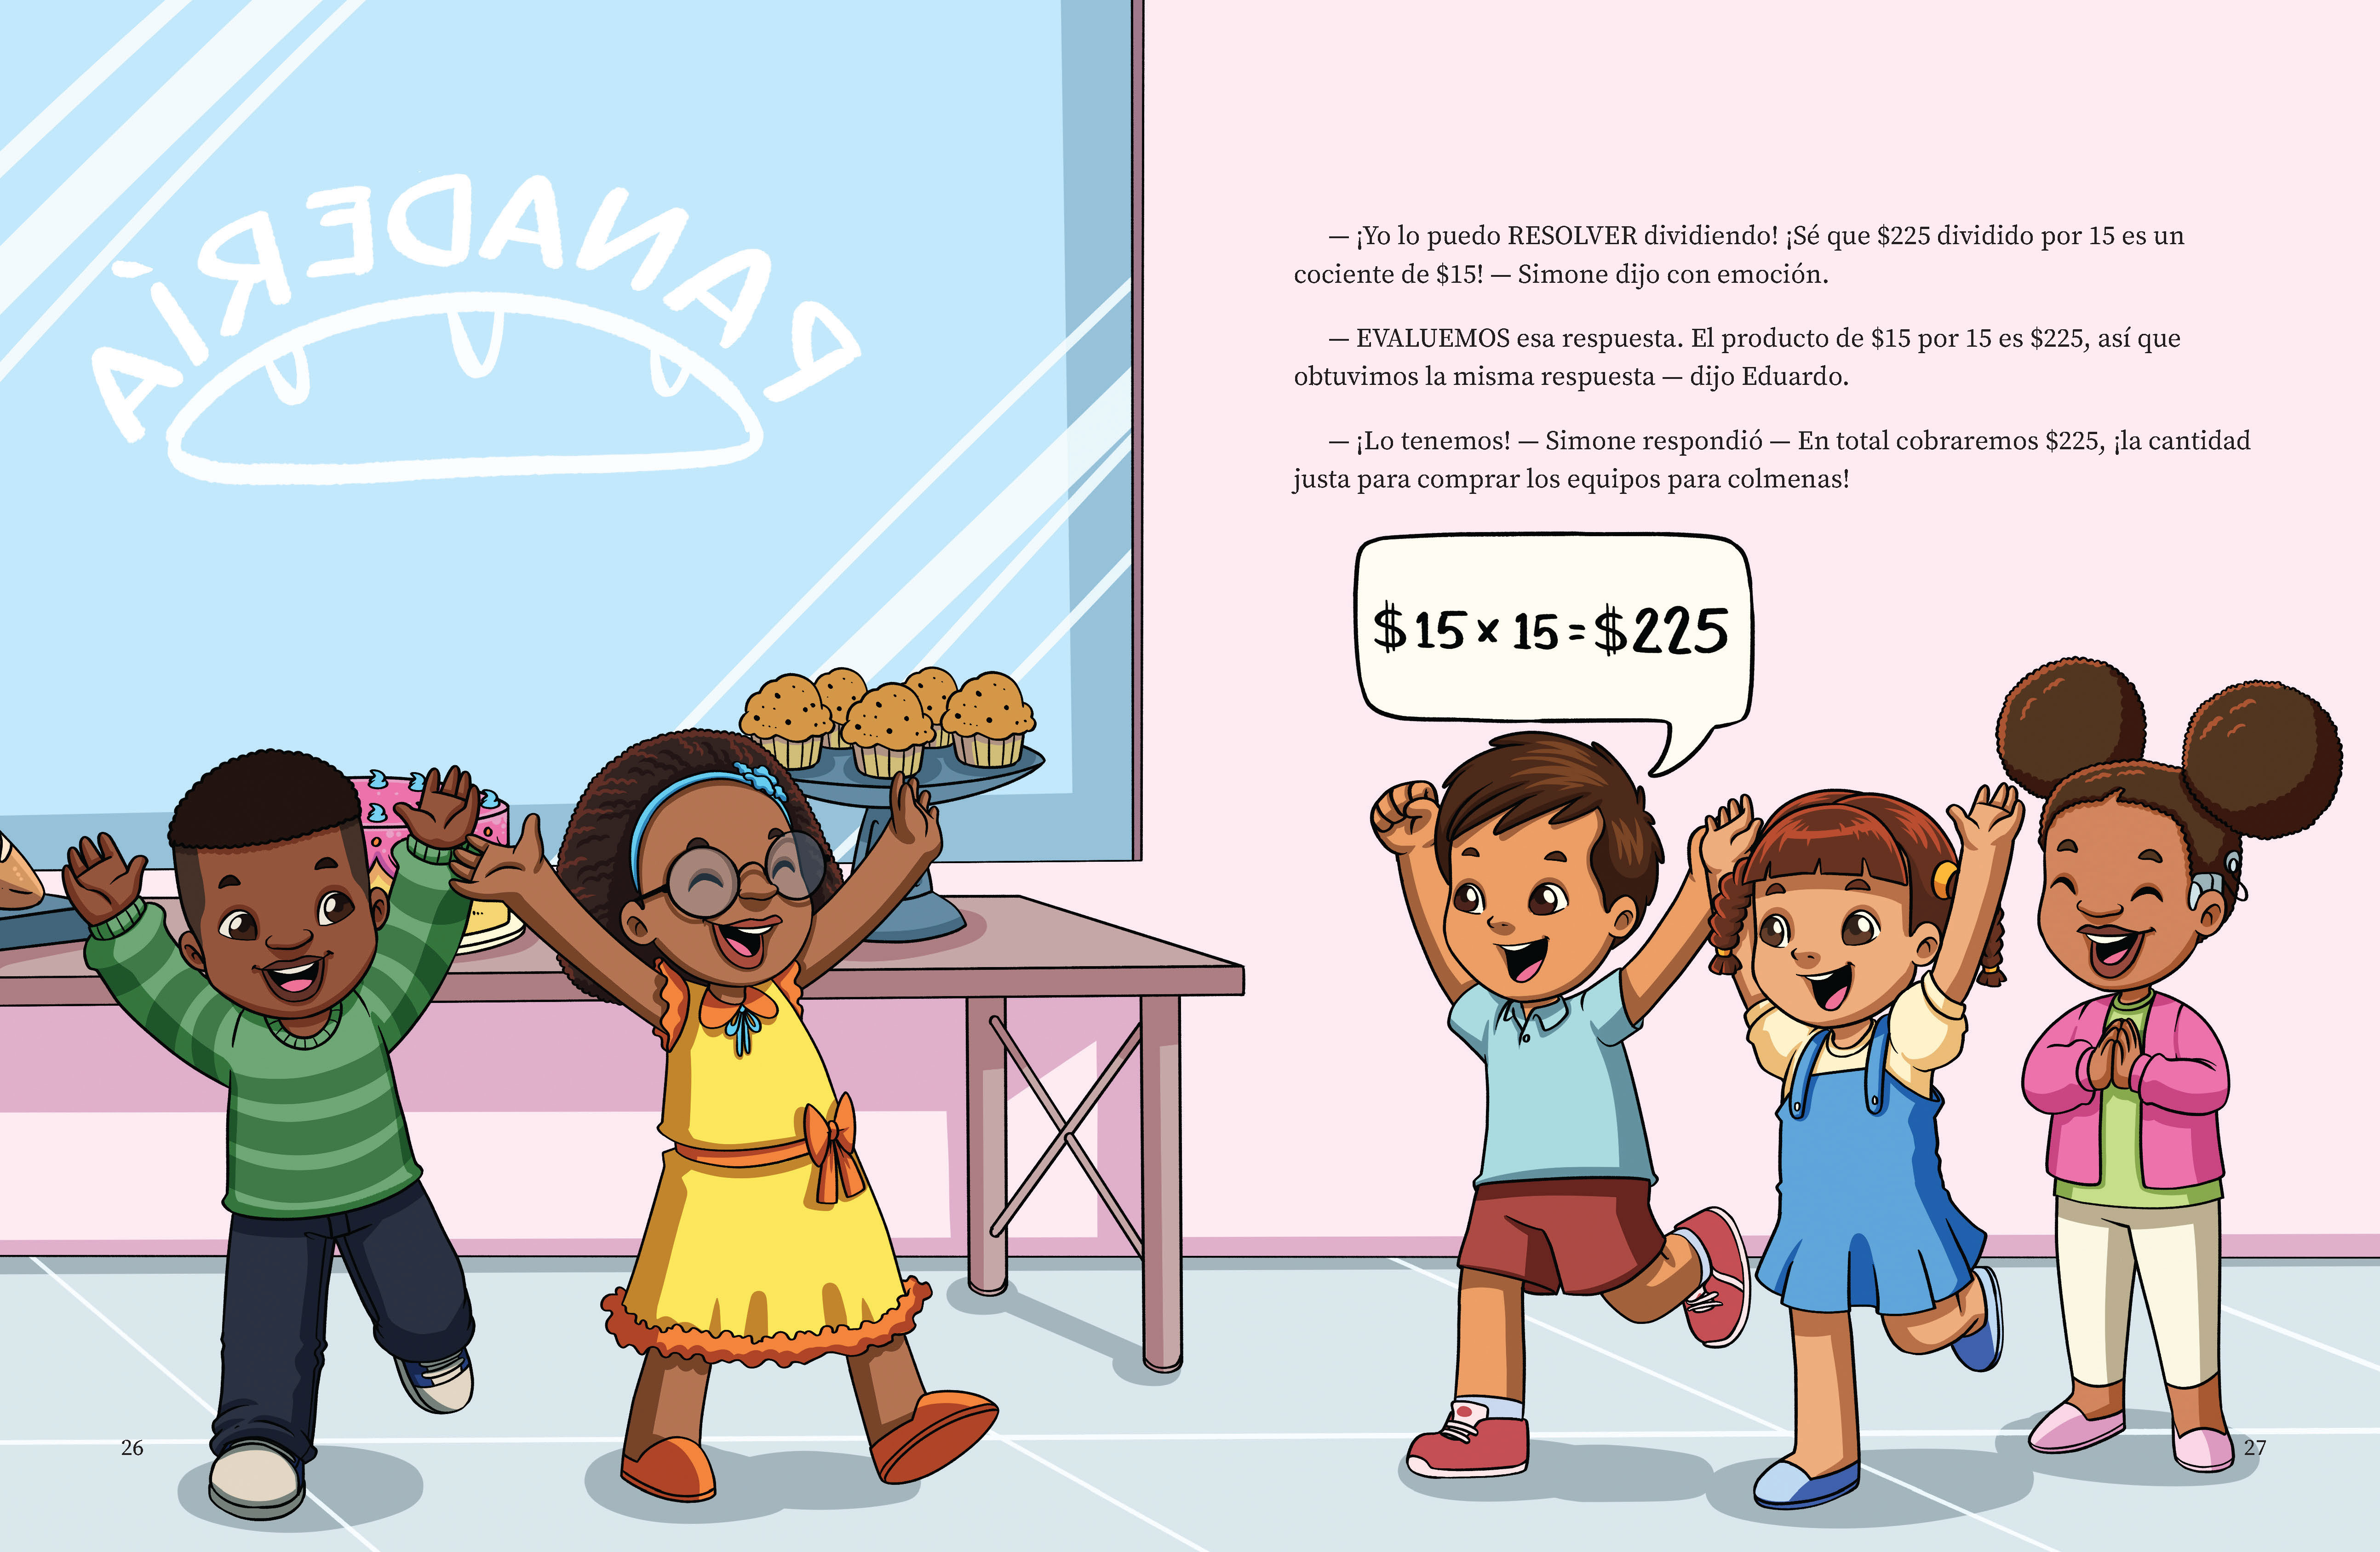 PANADERÍA
— ¡Yo lo puedo RESOLVER dividiendo! ¡Sé que $225 dividido por 15 es un
cociente de $15! — Simone dijo con emoción.
— EVALUEMOS esa respuesta. El producto de $15 por 15 es $225, así que
obtuvimos la misma respuesta — dijo Eduardo.
— ¡Lo tenemos! — Simone respondió — En total cobraremos $225, ¡la cantidad
justa para comprar los equipos para colmenas!
$15 x 15 = $225
26
27